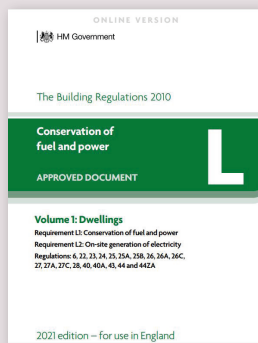 ONLINE VERSION
HM Government
The Building Regulations 2010
Conservation of
fuel and power
APPROVED DOCUMENT
L
Volume 1: Dwellings
Requirement L1: Conservation of fuel and power
Requirement L2: On-site generation of electricity
Regulations: 6, 22, 23, 24, 25, 25A, 25B, 26, 26A, 26C,
27, 27A, 27C, 28, 40, 40A, 43, 44 and 44ZA
2021 edition – for use in England